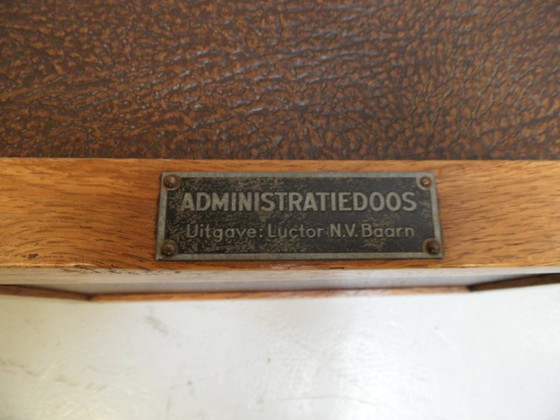 ADMINISTRATIEDOOS
Uitgave: Luctor N.V. Baarn